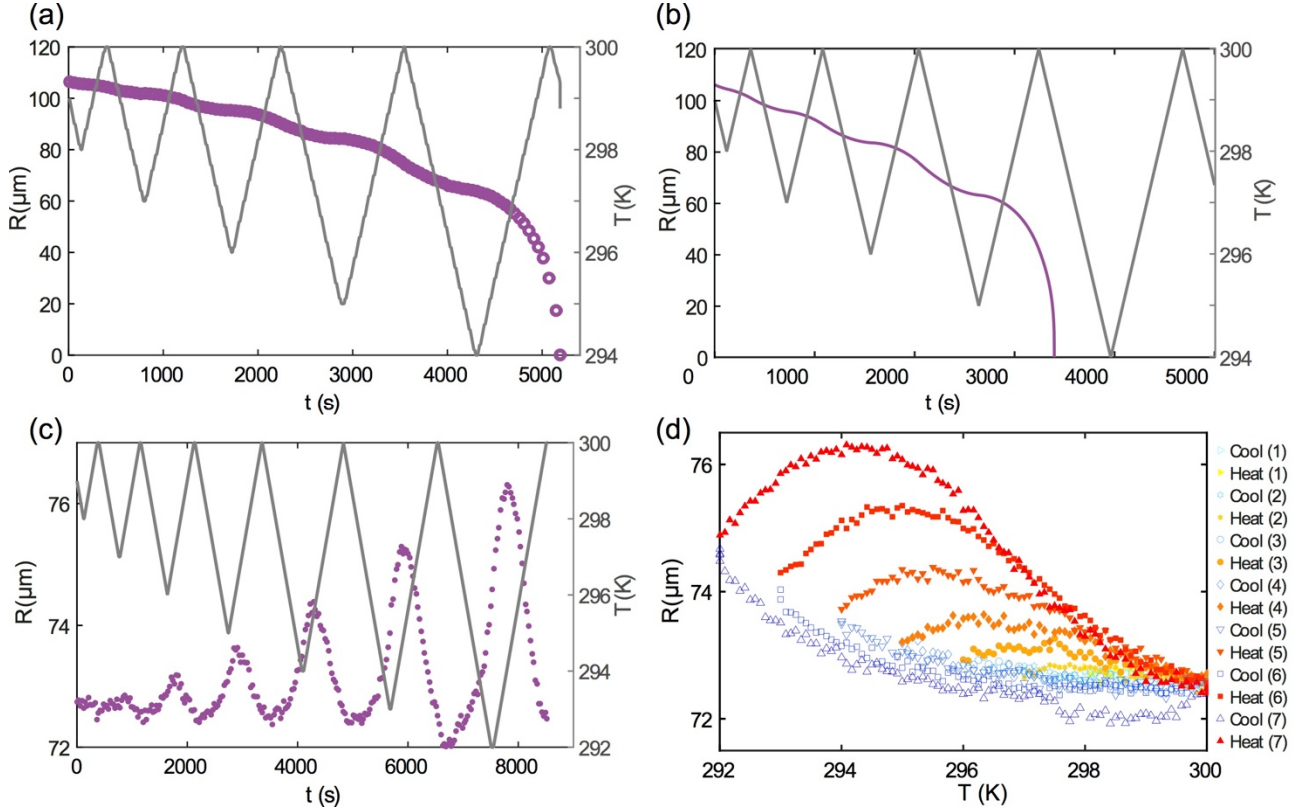 (a)
120
100
80
60
40
20
0
R(μm)
300
298
296
294
T(K)
0 1000 2000 3000 4000 5000
t (s)
(b)
120
100
80
60
40
20
0
R(μm)
300
298
296
294
T(K)
0 1000 2000 3000 4000 5000
t (s)
(c)
76
74
72
R(μm)
300
298
296
294
292
T(K)
0 2000 4000 6000 8000
t (s)
(d)
76
74
72
R(μm)
292 294 296 298 300
T (K)
Cool (1)
Heat (1)
Cool (2)
Heat (2)
Cool (3)
Heat (3)
Cool (4)
Heat (4)
Cool (5)
Heat (5)
Cool (6)
Heat (6)
Cool (7)
Heat (7)